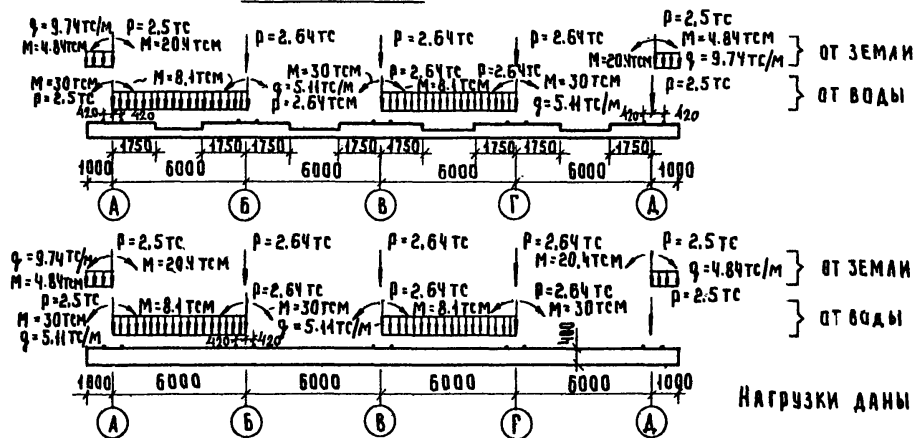 q=9.74тс/м P=2,5тс P=2,64тс P=2,64тс P=2,64тс P=2,5тс
M=4.84тсм M=20.4тсм M=20.4тсм M=4.84тсм q=9.74тс/м ОТ ЗЕМЛИ
M=30тсм M=8.1тсм M=30тсм M=30тсм P=2.64тс M=8.1тсм P=2.64тс M=30тсм P=2,5тс ОТ ВОДЫ
P=2.5тс q=5.11тс/м P=2.64тс q=5.11тс/м
420 420 420 420
1750 1750 1750 1750 1750 1750 1750 1750
1000 6000 6000 6000 6000 1000
А Б В Г Д
q=9.74тс/м P=2.5тс P=2,64тс P=2,64тс P=2,64тс P=2,5тс
M=4.84тсм M=20.4тсм M=20,4тсм q=4.84тс/м ОТ ЗЕМЛИ
P=2.5тс M=8.1тсм P=2,64тс P=2,64тс M=8.1тсм P=2,64тс P=2.5тс
M=30тсм M=30тсм M=30тсм ОТ ВОДЫ
q=5.11тс/м q=5.11тс/м
420 420 400
1000 6000 6000 6000 6000 1000
А Б В Г Д
НАГРУЗКИ ДАНЫ